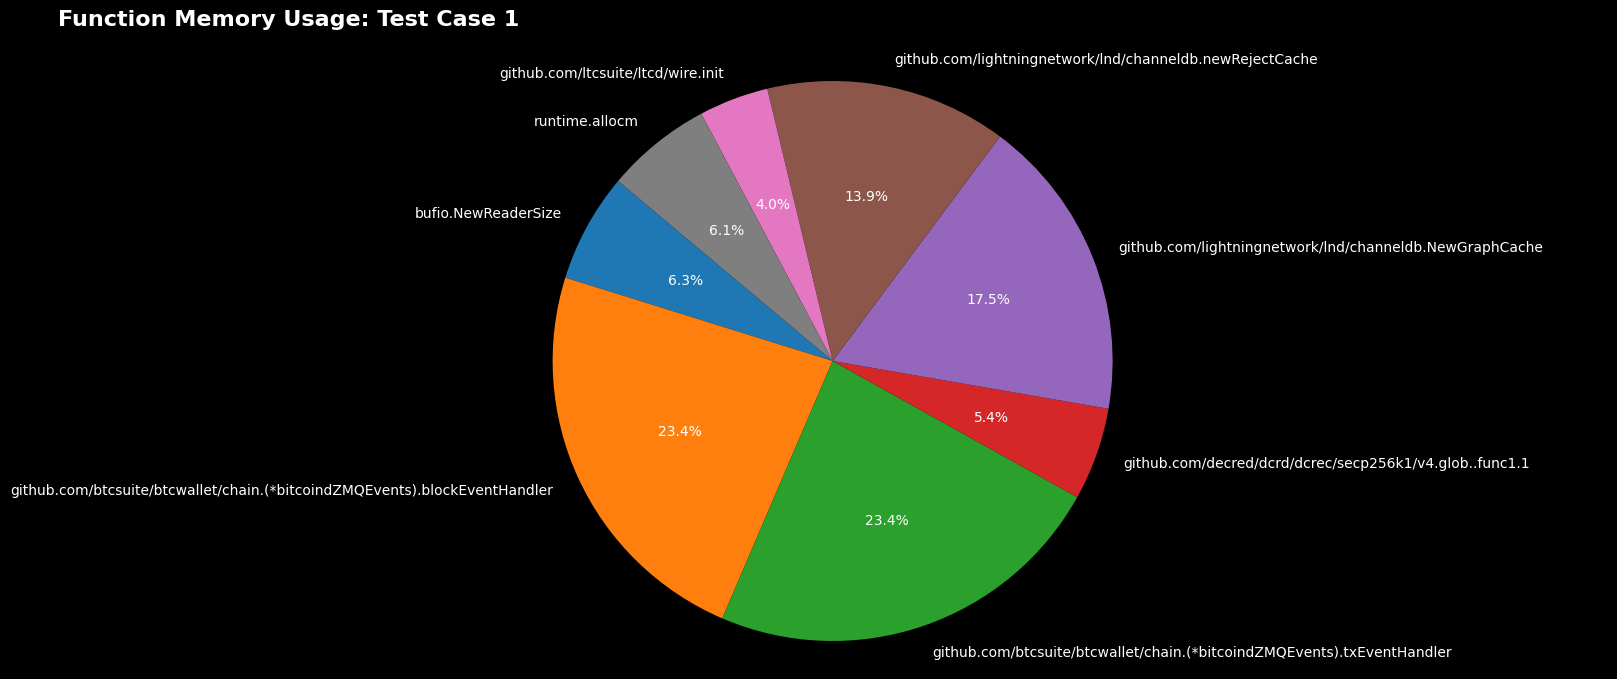 Function Memory Usage: Test Case 1
github.com/lightningnetwork/lnd/channeldb.newRejectCache
github.com/ltcsuite/ltcd/wire.init
runtime.allocm
13.9%
4.0%
bufio.NewReaderSize
6.1%
github.com/lightningnetwork/lnd/channeldb.NewGraphCache
6.3%
17.5%
5.4%
23.4%
github.com/decred/dcrd/dcrec/secp256k1/v4.glob..func1.1
github.com/btcsuite/btcwallet/chain.(*bitcoindZMQEvents).blockEventHandler
23.4%
github.com/btcsuite/btcwallet/chain.(*bitcoindZMQEvents).txEventHandler